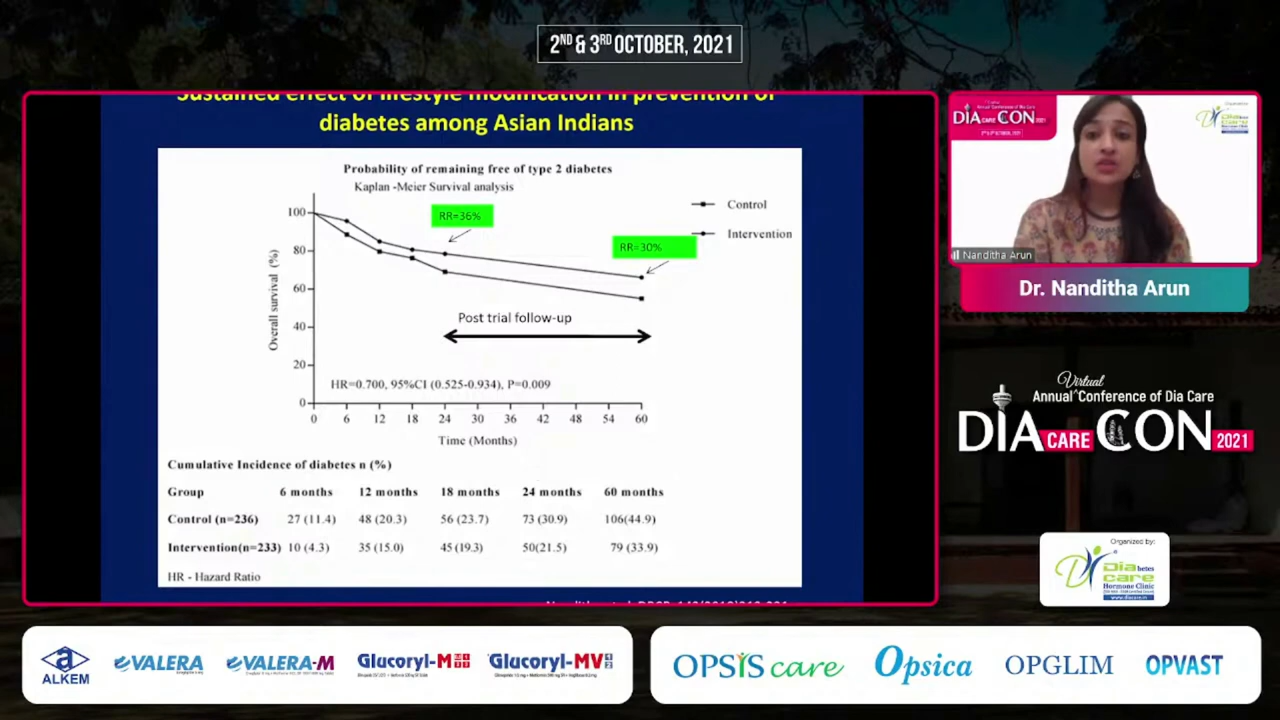 2ND & 3RD OCTOBER, 2021
Sustained effect of lifestyle modification in prevention of
diabetes among Asian Indians
Probability of remaining free of type 2 diabetes
Kaplan -Meier Survival analysis
RR=36%
RR=30%
Control
Intervention
Overall survival (%)
100
80
60
40
20
0
Post trial follow-up
HR=0.700, 95%CI (0.525-0.934), P=0.009
0 6 12 18 24 30 36 42 48 54 60
Time (Months)
Cumulative Incidence of diabetes n (%)
Group 6 months 12 months 18 months 24 months 60 months
Control (n=236) 27 (11.4) 48 (20.3) 56 (23.7) 73 (30.9) 106(44.9)
Intervention(n=233) 10 (4.3) 35 (15.0) 45 (19.3) 50(21.5) 79 (33.9)
HR - Hazard Ratio
DIA CARE CON 2021
Nanditha Arun
Dr. Nanditha Arun
Virtual
Annual Conference of Dia Care
DIA CARE CON 2021
Organized by:
Diabetes
care
Hormone Clinic
www.diacare.in
ALKEM
eVALERA
eVALERA-M
Glucoryl-M
Glucoryl-MV
OPSIS care
Opsica
OPGLIM
OPVAST